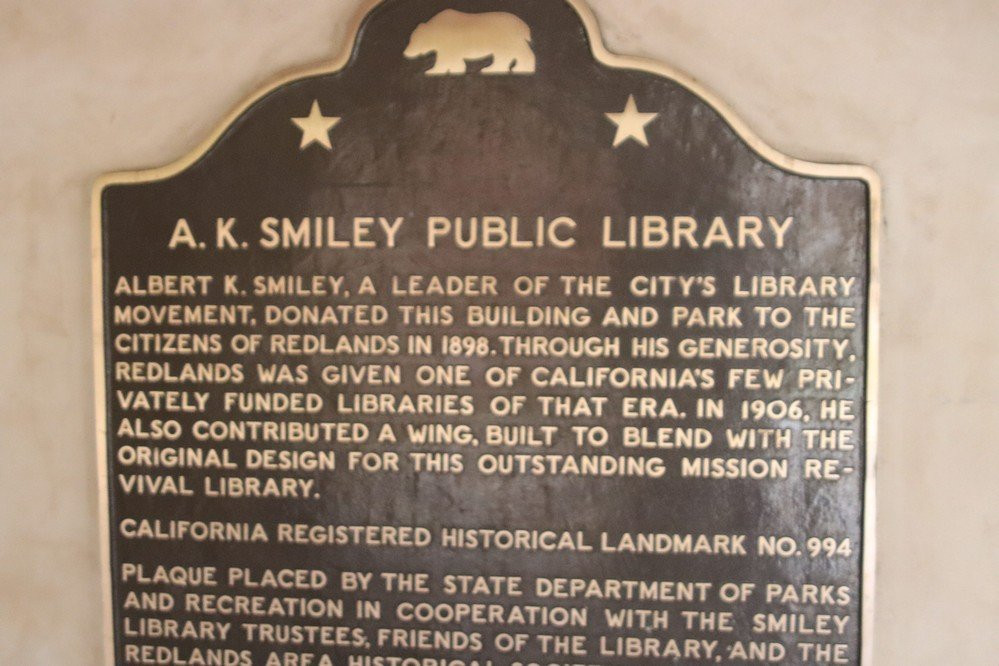 A. K. SMILEY PUBLIC LIBRARY
ALBERT K. SMILEY, A LEADER OF THE CITY'S LIBRARY
MOVEMENT, DONATED THIS BUILDING AND PARK TO THE
CITIZENS OF REDLANDS IN 1898. THROUGH HIS GENEROSITY,
REDLANDS WAS GIVEN ONE OF CALIFORNIA'S FEW PRI-
VATELY FUNDED LIBRARIES OF THAT ERA. IN 1906, HE
ALSO CONTRIBUTED A WING, BUILT TO BLEND WITH THE
ORIGINAL DESIGN FOR THIS OUTSTANDING MISSION RE-
VIVAL LIBRARY.
CALIFORNIA REGISTERED HISTORICAL LANDMARK NO. 994
PLAQUE PLACED BY THE STATE DEPARTMENT OF PARKS
AND RECREATION IN COOPERATION WITH THE SMILEY
LIBRARY TRUSTEES, FRIENDS OF THE LIBRARY, AND THE
REDLANDS AREA HISTORICAL